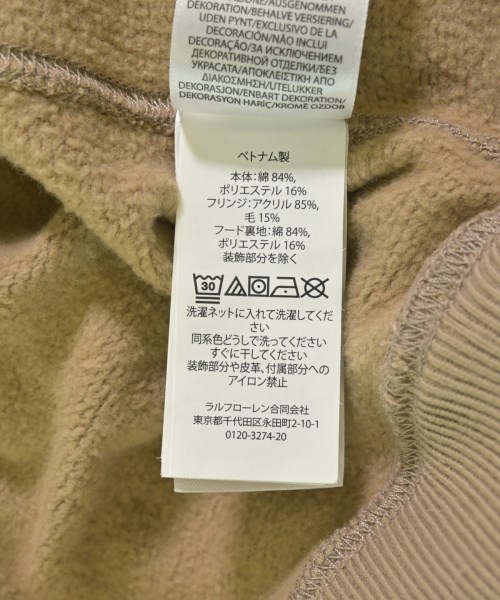 DECORATION/AUSGENOMMEN
DEKORATION/BEHALVE VERSIERING/
UDEN PYNT/EXCLUSIVO DE LA
DECORACIÓN/NÃO INCLUI
DECORAÇÃO/ЗА ИСКЛЮЧЕНИЕМ
ДЕКОРАТИВНОЙ ОТДЕЛКИ/БЕЗ
УКРАСАТА/ΑΠΟΚΛΕΙΣΤΙΚΗ ΑΠΟ
ΔΙΑΚΟΣΜΗΣΗ/UTELUKKER
DEKORASJON/ENBART DEKORATION/
DEKORASYON HARİÇ/KROMĚ OZDOB
ベトナム製
本体：綿 84%,
ポリエステル 16%
フリンジ：アクリル 85%,
毛 15%
フード裏地：綿 84%,
ポリエステル 16%
装飾部分を除く
30
洗濯ネットに入れて洗濯してくだ
さい
同系色どうしで洗ってください
すぐに干してください
装飾部分や皮革、付属部分への
アイロン禁止
ラルフローレン合同会社
東京都千代田区永田町2-10-1
0120-3274-20